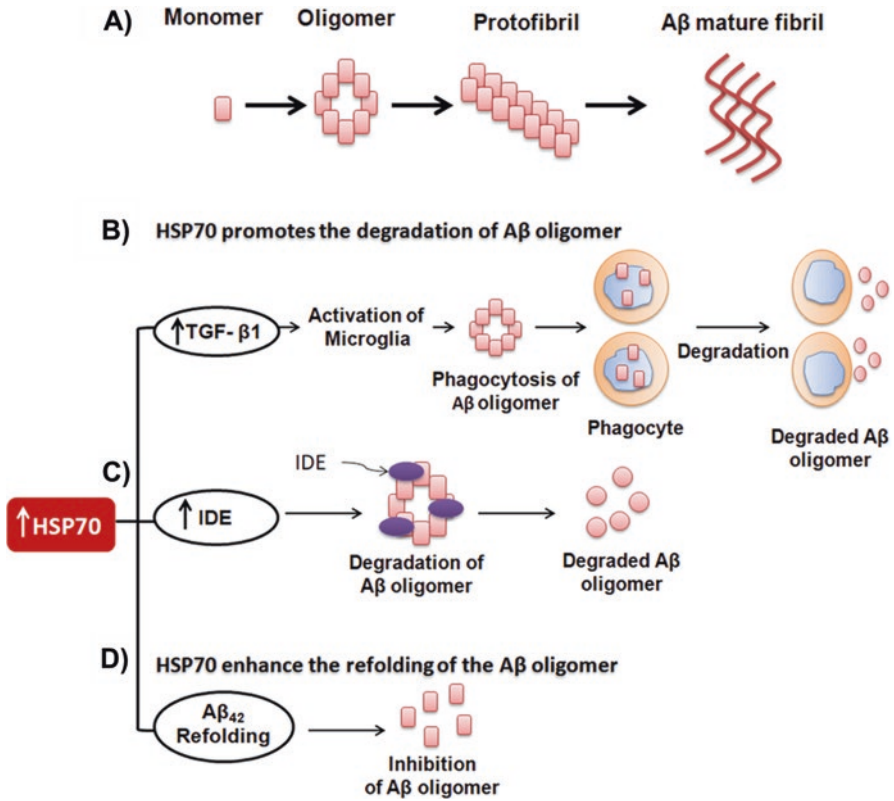 A)
Monomer
Oligomer
Protofibril
Aβ mature fibril
B)
HSP70 promotes the degradation of Aβ oligomer
↑TGF- β1
Activation of
Microglia
Phagocytosis of
Aβ oligomer
Phagocyte
Degradation
Degraded Aβ
oligomer
C)
↑HSP70
↑ IDE
IDE
Degradation of
Aβ oligomer
Degraded Aβ
oligomer
D)
HSP70 enhance the refolding of the Aβ oligomer
Aβ₄₂
Refolding
Inhibition
of Aβ oligomer